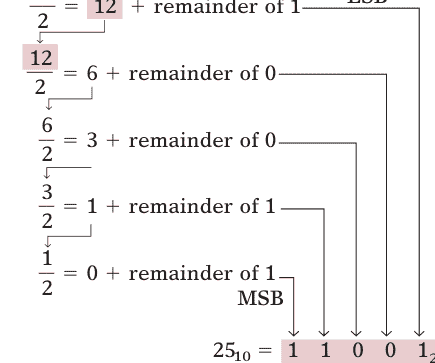 /2 = 12 + remainder of 1
12/2 = 6 + remainder of 0
6/2 = 3 + remainder of 0
3/2 = 1 + remainder of 1
1/2 = 0 + remainder of 1
MSB
25₁₀ = 1 1 0 0 1₂